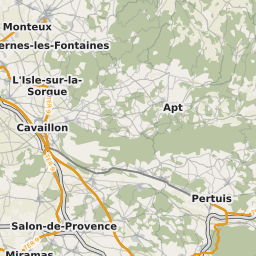 Monteux
ernes-les-Fontaines
L'Isle-sur-la-
Sorgue
Apt
Cavaillon
Pertuis
Salon-de-Provence
Miramas